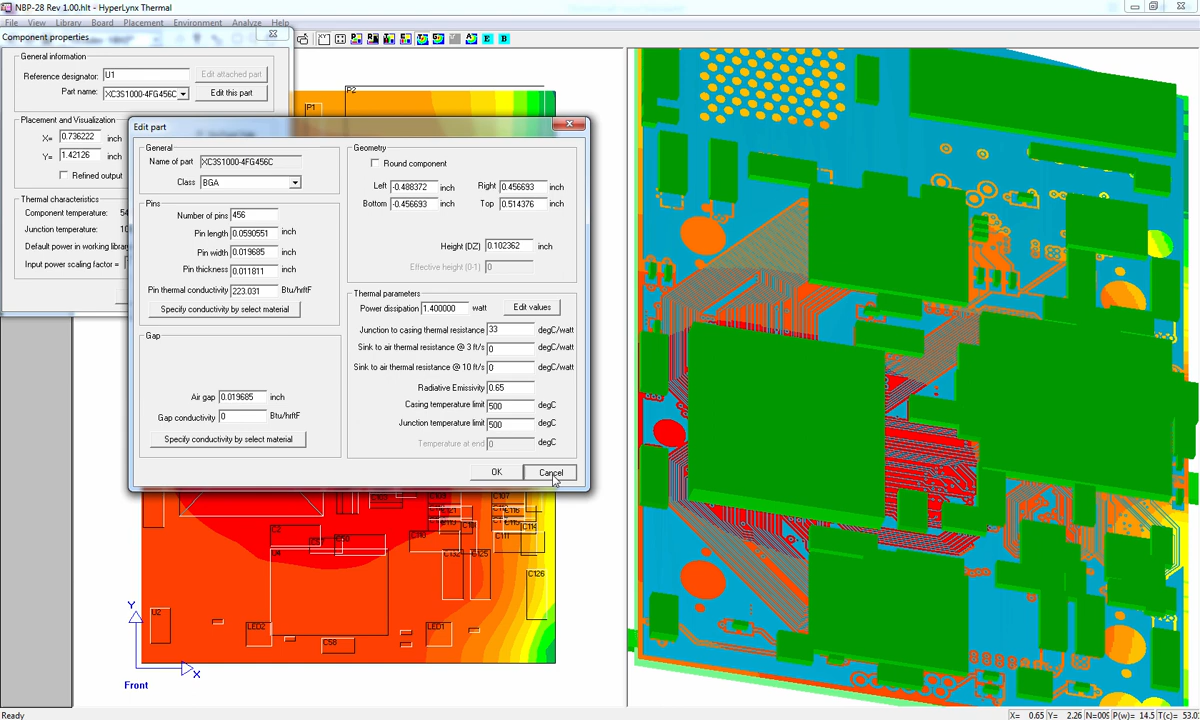 NBP-28 Rev 1.00.hlt - HyperLynx Thermal
File View Library Board Placement Environment Analyze Help
Component properties
General information
Reference designator: U1 Edit attached part
Part name: XC3S1000-4FG456C Edit this part
Placement and Visualization
X= 0.736222 inch
Y= 1.42126 inch
Refined output
Thermal characteristics
Component temperature: 54
Junction temperature: 10
Default power in working library
Input power scaling factor =
Edit part
General
Name of part XC3S1000-4FG456C
Class BGA
Pins
Number of pins 456
Pin length 0.0590551 inch
Pin width 0.019685 inch
Pin thickness 0.011811 inch
Pin thermal conductivity 223.031 Btu/hrftF
Specify conductivity by select material
Gap
Air gap 0.019685 inch
Gap conductivity 0 Btu/hrftF
Specify conductivity by select material
Geometry
Round component
Left -0.488372 inch Right 0.456693 inch
Bottom -0.456693 inch Top 0.514376 inch
Height (DZ) 0.102362 inch
Effective height (0-1) 0
Thermal parameters
Power dissipation 1.400000 watt Edit values
Junction to casing thermal resistance 33 degC/watt
Sink to air thermal resistance @ 3 ft/s 0 degC/watt
Sink to air thermal resistance @ 10 ft/s 0 degC/watt
Radiative Emissivity 0.65
Casing temperature limit 500 degC
Junction temperature limit 500 degC
Temperature at end 0 degC
OK Cancel
P2
P1
C107
C116
C114
C111
C2
U4
C132
C125
C126
U2
LED2
C58
LED1
Y
X
Front
Ready
X= 0.65 Y= 2.26 N=009 P(w)= 14.5 T(c)= 53.0